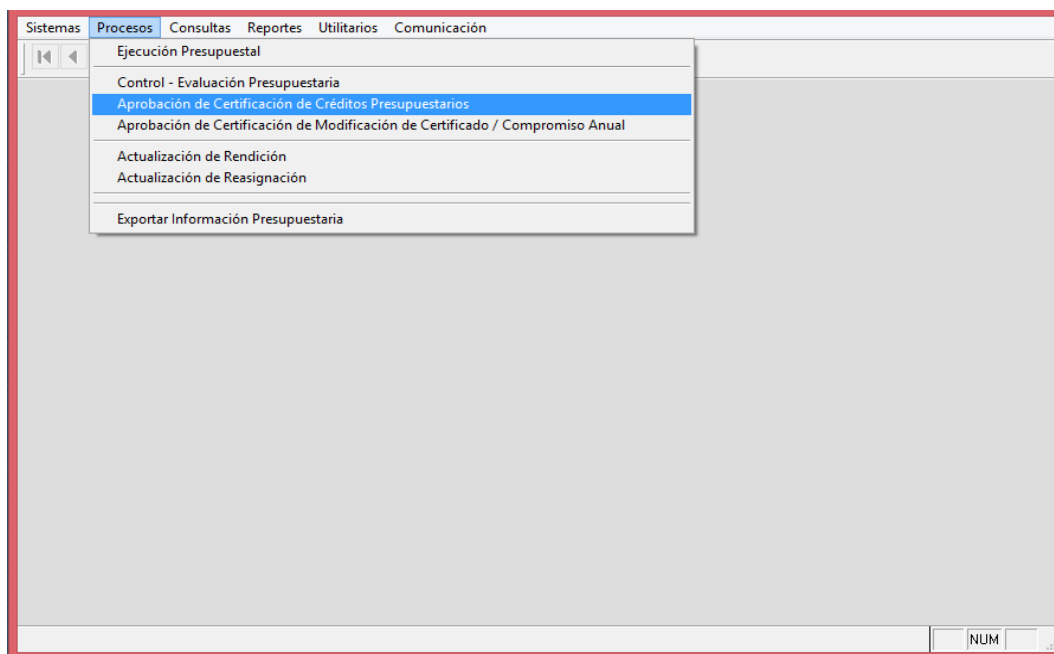 Sistemas Procesos Consultas Reportes Utilitarios Comunicación
Ejecución Presupuestal
Control - Evaluación Presupuestaria
Aprobación de Certificación de Créditos Presupuestarios
Aprobación de Certificación de Modificación de Certificado / Compromiso Anual
Actualización de Rendición
Actualización de Reasignación
Exportar Información Presupuestaria
NUM